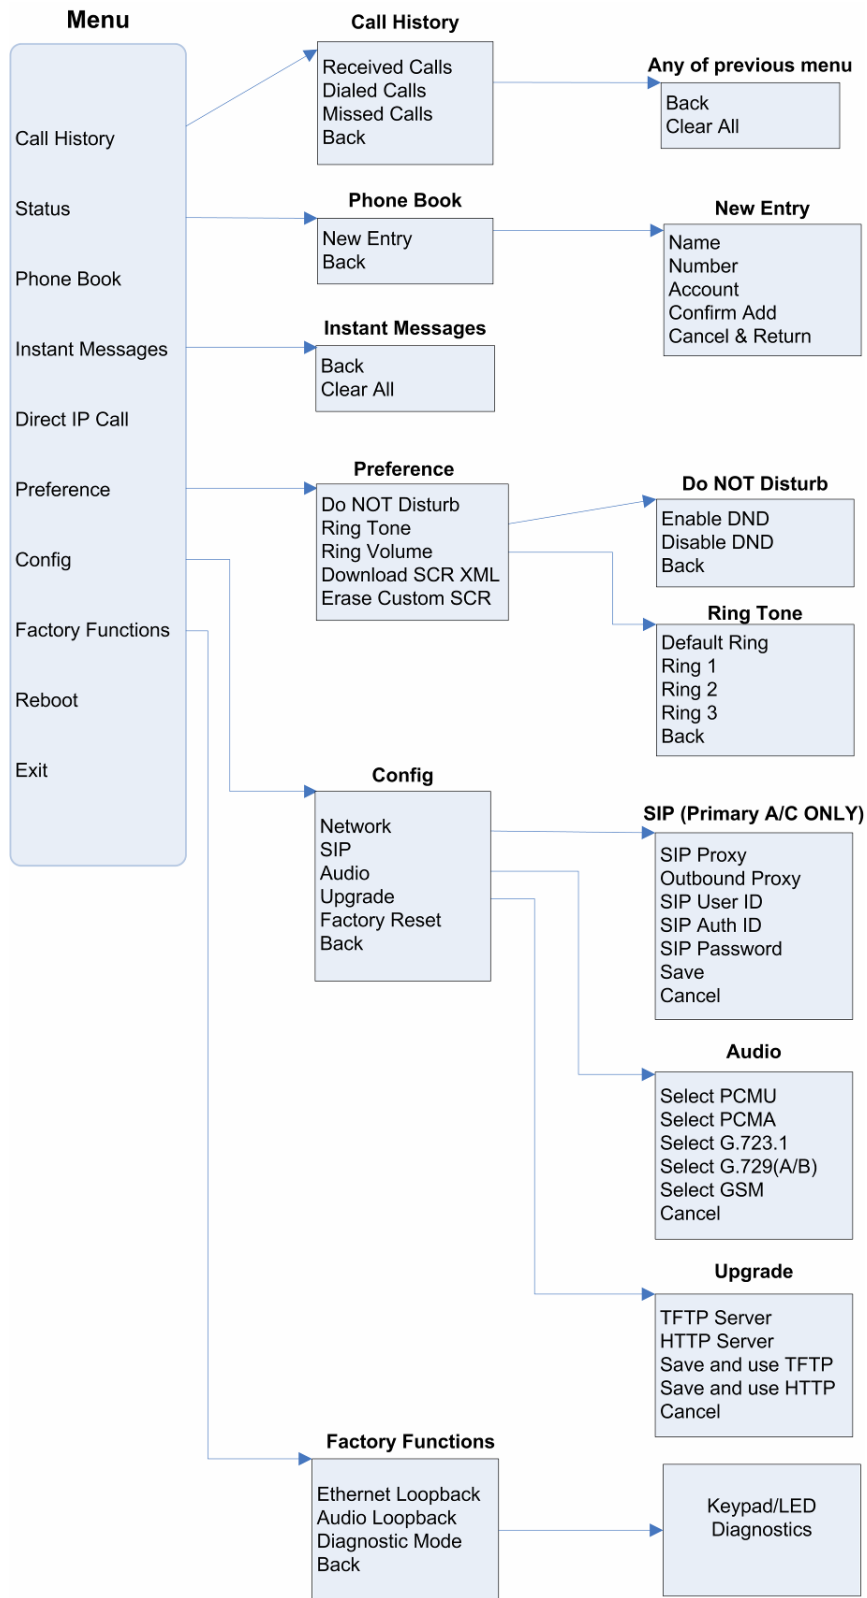 Menu
Call History
Status
Phone Book
Instant Messages
Direct IP Call
Preference
Config
Factory Functions
Reboot
Exit
Call History
Received Calls
Dialed Calls
Missed Calls
Back
Any of previous menu
Back
Clear All
Phone Book
New Entry
Back
New Entry
Name
Number
Account
Confirm Add
Cancel & Return
Instant Messages
Back
Clear All
Preference
Do NOT Disturb
Ring Tone
Ring Volume
Download SCR XML
Erase Custom SCR
Do NOT Disturb
Enable DND
Disable DND
Back
Ring Tone
Default Ring
Ring 1
Ring 2
Ring 3
Back
Config
Network
SIP
Audio
Upgrade
Factory Reset
Back
SIP (Primary A/C ONLY)
SIP Proxy
Outbound Proxy
SIP User ID
SIP Auth ID
SIP Password
Save
Cancel
Audio
Select PCMU
Select PCMA
Select G.723.1
Select G.729(A/B)
Select GSM
Cancel
Upgrade
TFTP Server
HTTP Server
Save and use TFTP
Save and use HTTP
Cancel
Factory Functions
Ethernet Loopback
Audio Loopback
Diagnostic Mode
Back
Keypad/LED
Diagnostics